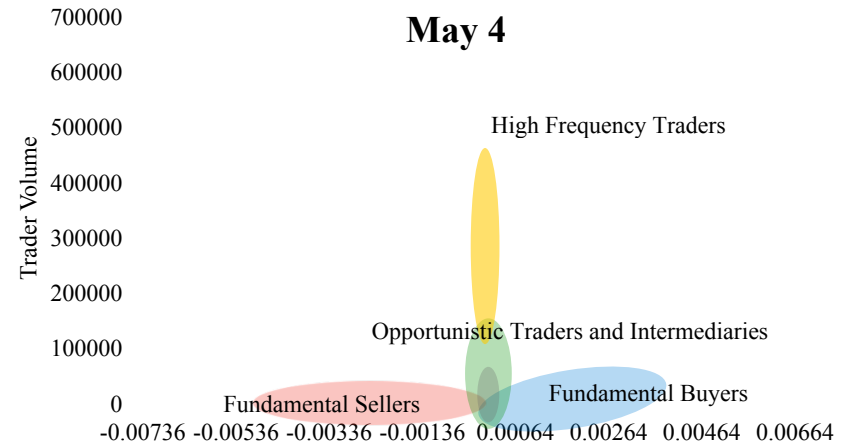 May 4
Trader Volume
700000
600000
500000
400000
300000
200000
100000
0
High Frequency Traders
Opportunistic Traders and Intermediaries
Fundamental Buyers
Fundamental Sellers
-0.00736 -0.00536 -0.00336 -0.00136 0.00064 0.00264 0.00464 0.00664